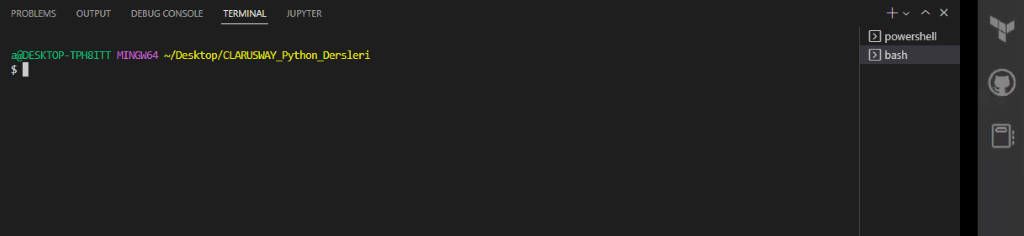 PROBLEMS OUTPUT DEBUG CONSOLE TERMINAL JUPYTER
a@DESKTOP-TPH8ITT MINGW64 ~/Desktop/CLARUSWAY_Python_Dersleri
$
powershell
bash